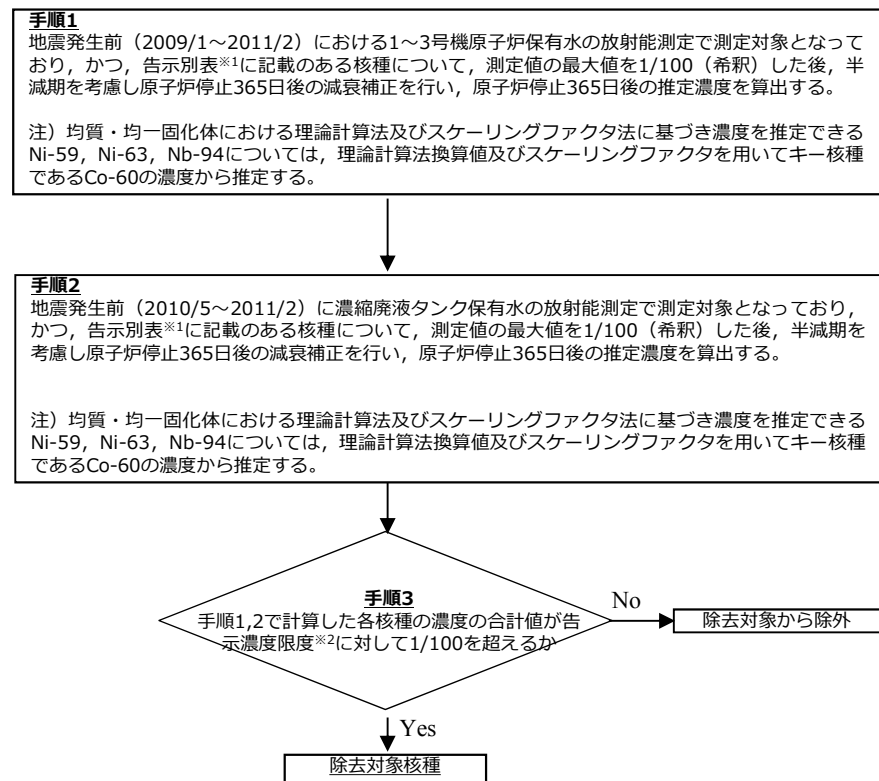 手順1
地震発生前（2009/1～2011/2）における1～3号機原子炉保有水の放射能測定で測定対象となって
おり，かつ，告示別表※1に記載のある核種について，測定値の最大値を1/100（希釈）した後，半
減期を考慮し原子炉停止365日後の減衰補正を行い，原子炉停止365日後の推定濃度を算出する。
注）均質・均一固化体における理論計算法及びスケーリングファクタ法に基づき濃度を推定できる
Ni-59，Ni-63，Nb-94については，理論計算法換算値及びスケーリングファクタを用いてキー核種
であるCo-60の濃度から推定する。
手順2
地震発生前（2010/5～2011/2）に濃縮廃液タンク保有水の放射能測定で測定対象となっており，
かつ，告示別表※1に記載のある核種について，測定値の最大値を1/100（希釈）した後，半減期を
考慮し原子炉停止365日後の減衰補正を行い，原子炉停止365日後の推定濃度を算出する。
注）均質・均一固化体における理論計算法及びスケーリングファクタ法に基づき濃度を推定できる
Ni-59，Ni-63，Nb-94については，理論計算法換算値及びスケーリングファクタを用いてキー核種
であるCo-60の濃度から推定する。
手順3
手順1,2で計算した各核種の濃度の合計値が告
示濃度限度※2に対して1/100を超えるか
No
除去対象から除外
Yes
除去対象核種